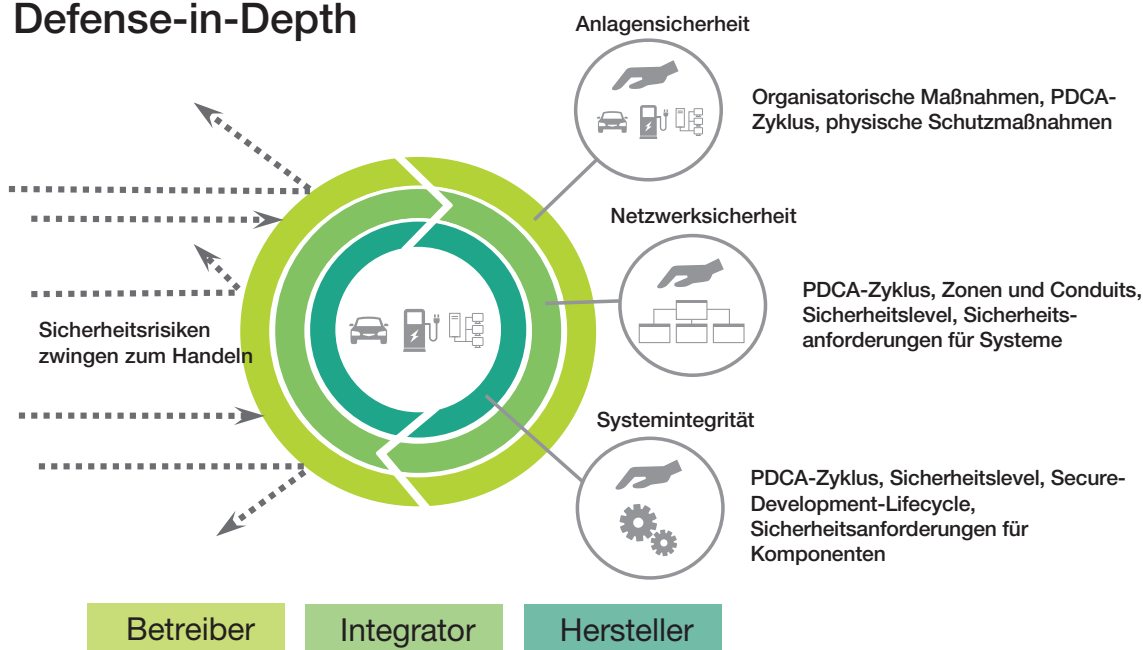 Defense-in-Depth
Anlagensicherheit
Organisatorische Maßnahmen, PDCA-
Zyklus, physische Schutzmaßnahmen
Netzwerksicherheit
PDCA-Zyklus, Zonen und Conduits,
Sicherheitslevel, Sicherheits-
anforderungen für Systeme
Sicherheitsrisiken
zwingen zum Handeln
Systemintegrität
PDCA-Zyklus, Sicherheitslevel, Secure-
Development-Lifecycle,
Sicherheitsanforderungen für
Komponenten
Betreiber
Integrator
Hersteller